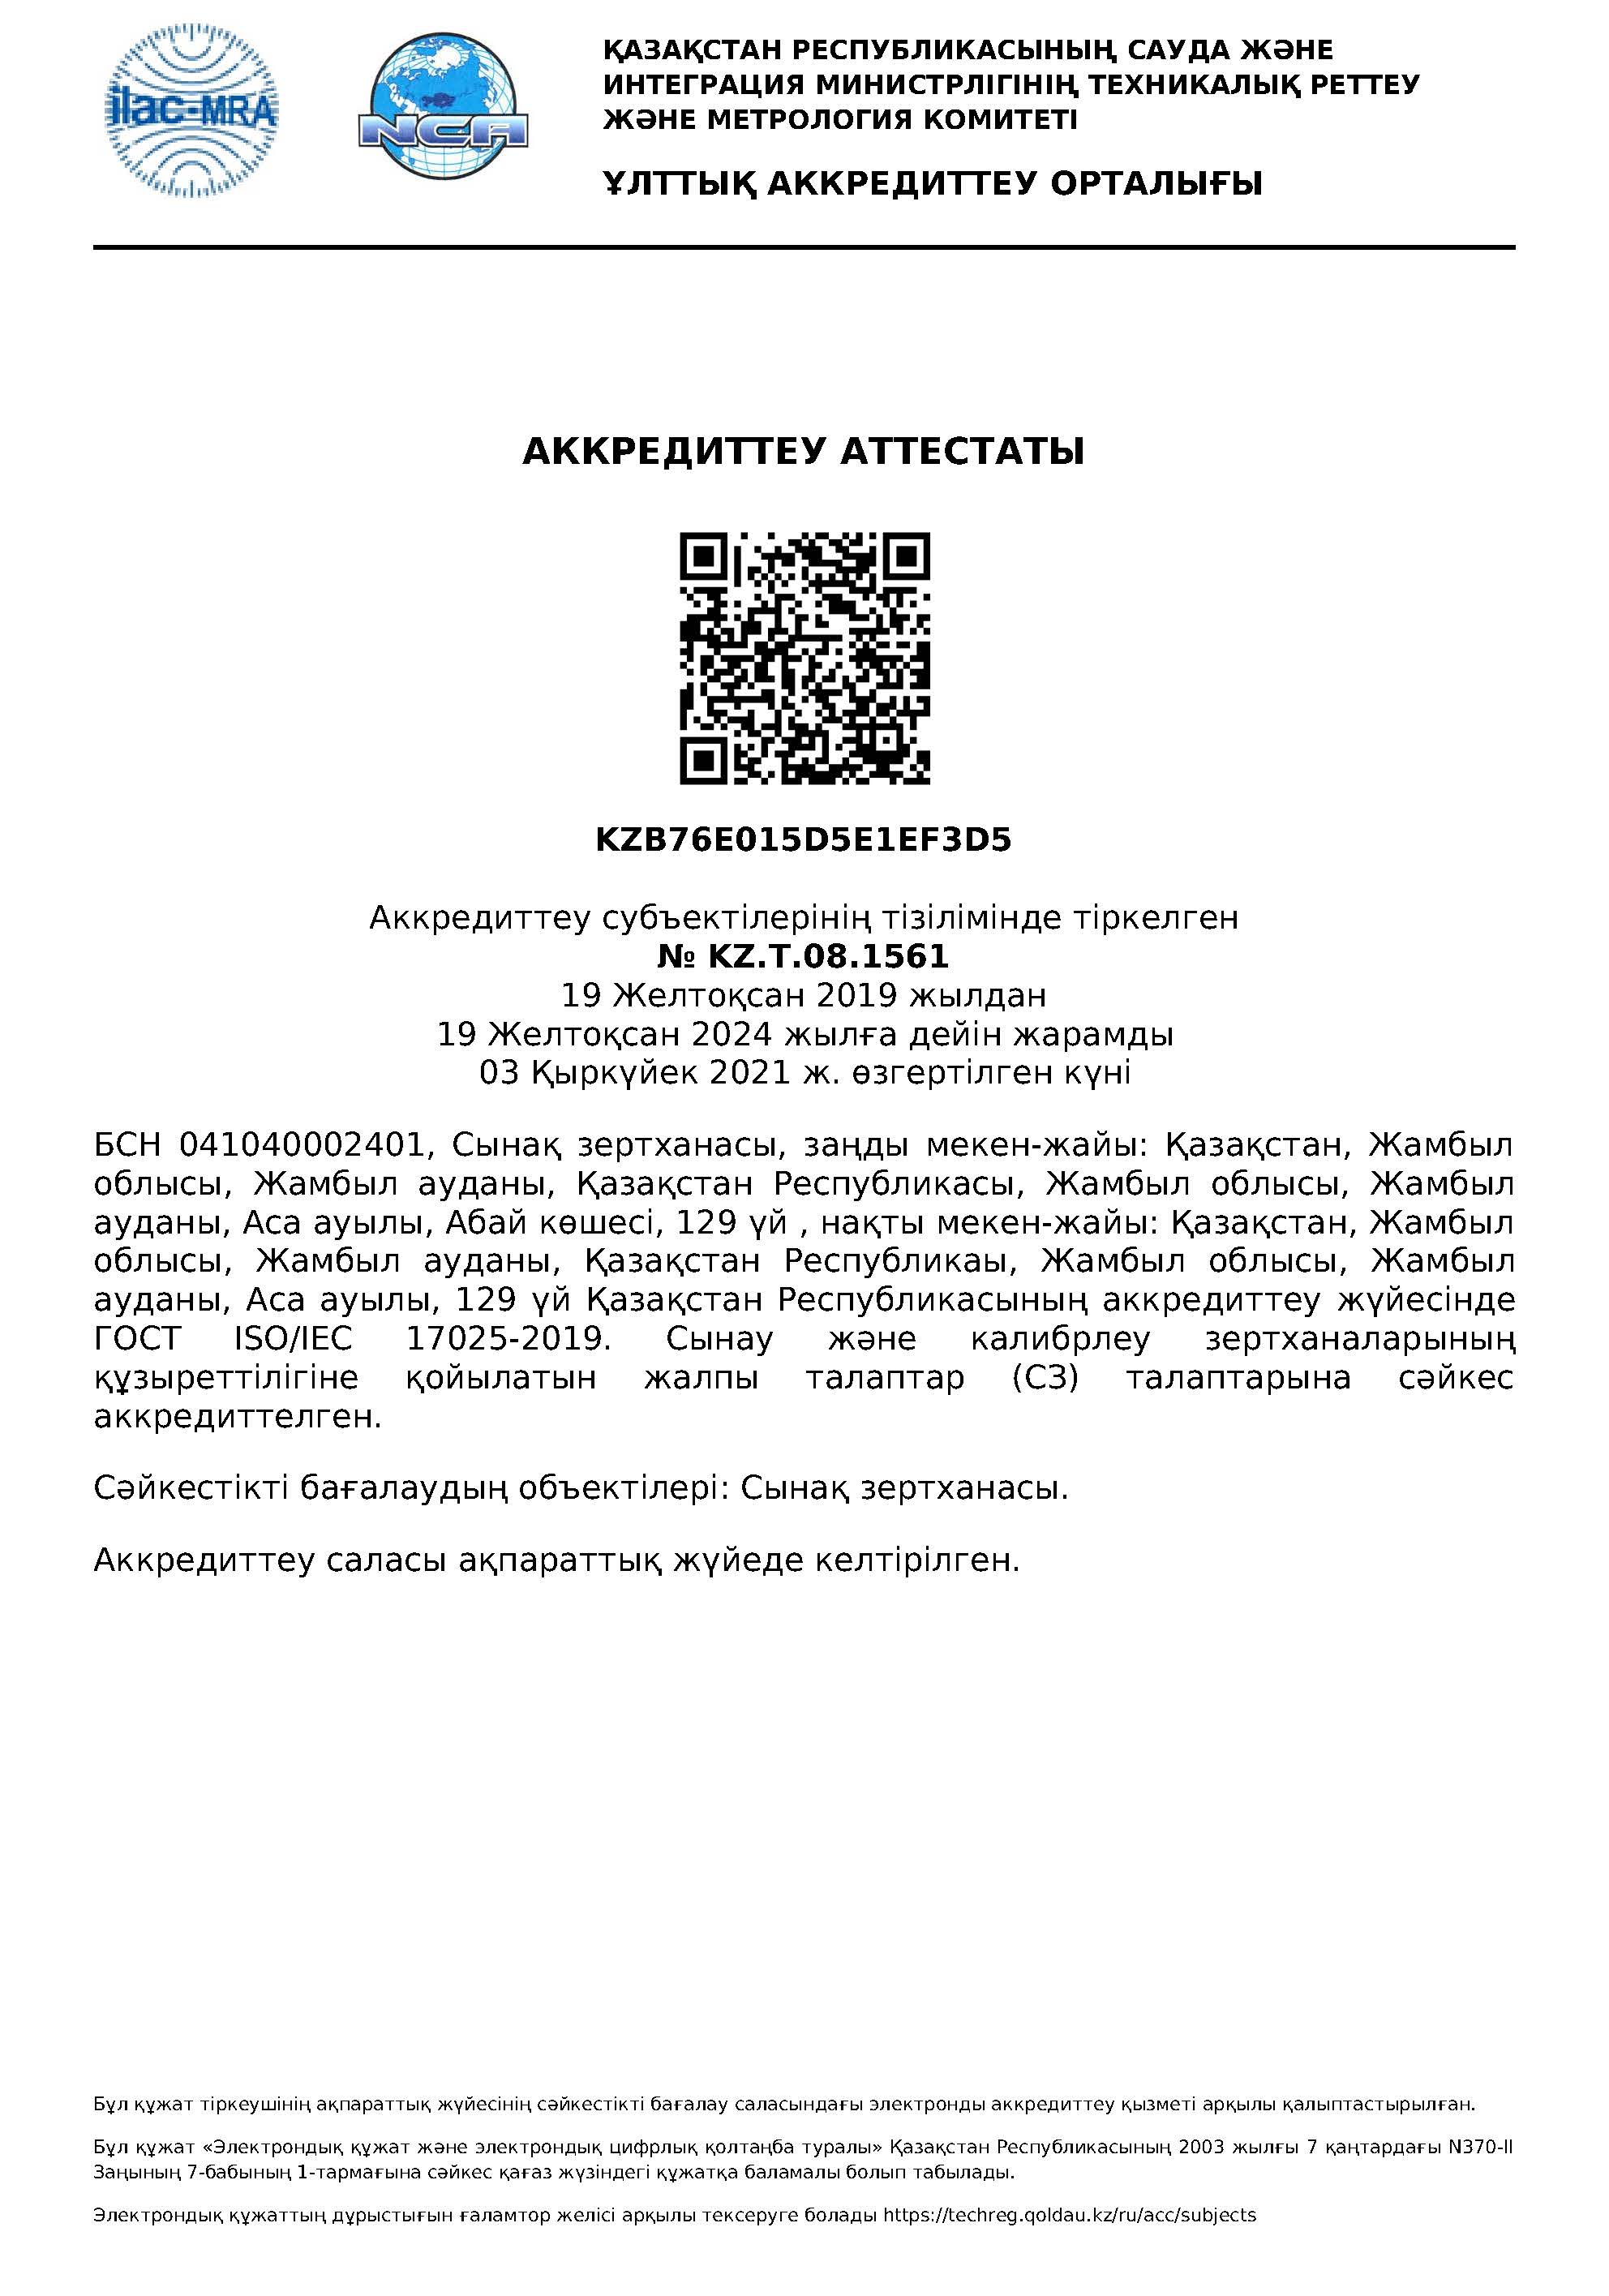 ilac-MRA
NCA
ҚАЗАҚСТАН РЕСПУБЛИКАСЫНЫҢ САУДА ЖӘНЕ
ИНТЕГРАЦИЯ МИНИСТРЛІГІНІҢ ТЕХНИКАЛЫҚ РЕТТЕУ
ЖӘНЕ МЕТРОЛОГИЯ КОМИТЕТІ
ҰЛТТЫҚ АККРЕДИТТЕУ ОРТАЛЫҒЫ
АККРЕДИТТЕУ АТТЕСТАТЫ
KZB76E015D5E1EF3D5
Аккредиттеу субъектілерінің тізілімінде тіркелген
№ KZ.T.08.1561
19 Желтоқсан 2019 жылдан
19 Желтоқсан 2024 жылға дейін жарамды
03 Қыркүйек 2021 ж. өзгертілген күні
БСН 041040002401, Сынақ зертханасы, заңды мекен-жайы: Қазақстан, Жамбыл
облысы, Жамбыл ауданы, Қазақстан Республикасы, Жамбыл облысы, Жамбыл
ауданы, Аса ауылы, Абай көшесі, 129 үй , нақты мекен-жайы: Қазақстан, Жамбыл
облысы, Жамбыл ауданы, Қазақстан Республикаы, Жамбыл облысы, Жамбыл
ауданы, Аса ауылы, 129 үй Қазақстан Республикасының аккредиттеу жүйесінде
ГОСТ ISO/IEC 17025-2019. Сынау және калибрлеу зертханаларының
құзыреттілігіне қойылатын жалпы талаптар (СЗ) талаптарына сәйкес
аккредиттелген.
Сәйкестікті бағалаудың объектілері: Сынақ зертханасы.
Аккредиттеу саласы ақпараттық жүйеде келтірілген.
Бұл құжат тіркеушінің ақпараттық жүйесінің сәйкестікті бағалау саласындағы электронды аккредиттеу қызметі арқылы қалыптастырылған.
Бұл құжат «Электрондық құжат және электрондық цифрлық қолтаңба туралы» Қазақстан Республикасының 2003 жылғы 7 қаңтардағы N370-II
Заңының 7-бабының 1-тармағына сәйкес қағаз жүзіндегі құжатқа баламалы болып табылады.
Электрондық құжаттың дұрыстығын ғаламтор желісі арқылы тексеруге болады https://techreg.qoldau.kz/ru/acc/subjects